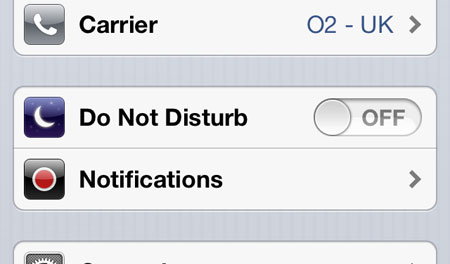 Carrier O2 - UK
Do Not Disturb OFF
Notifications